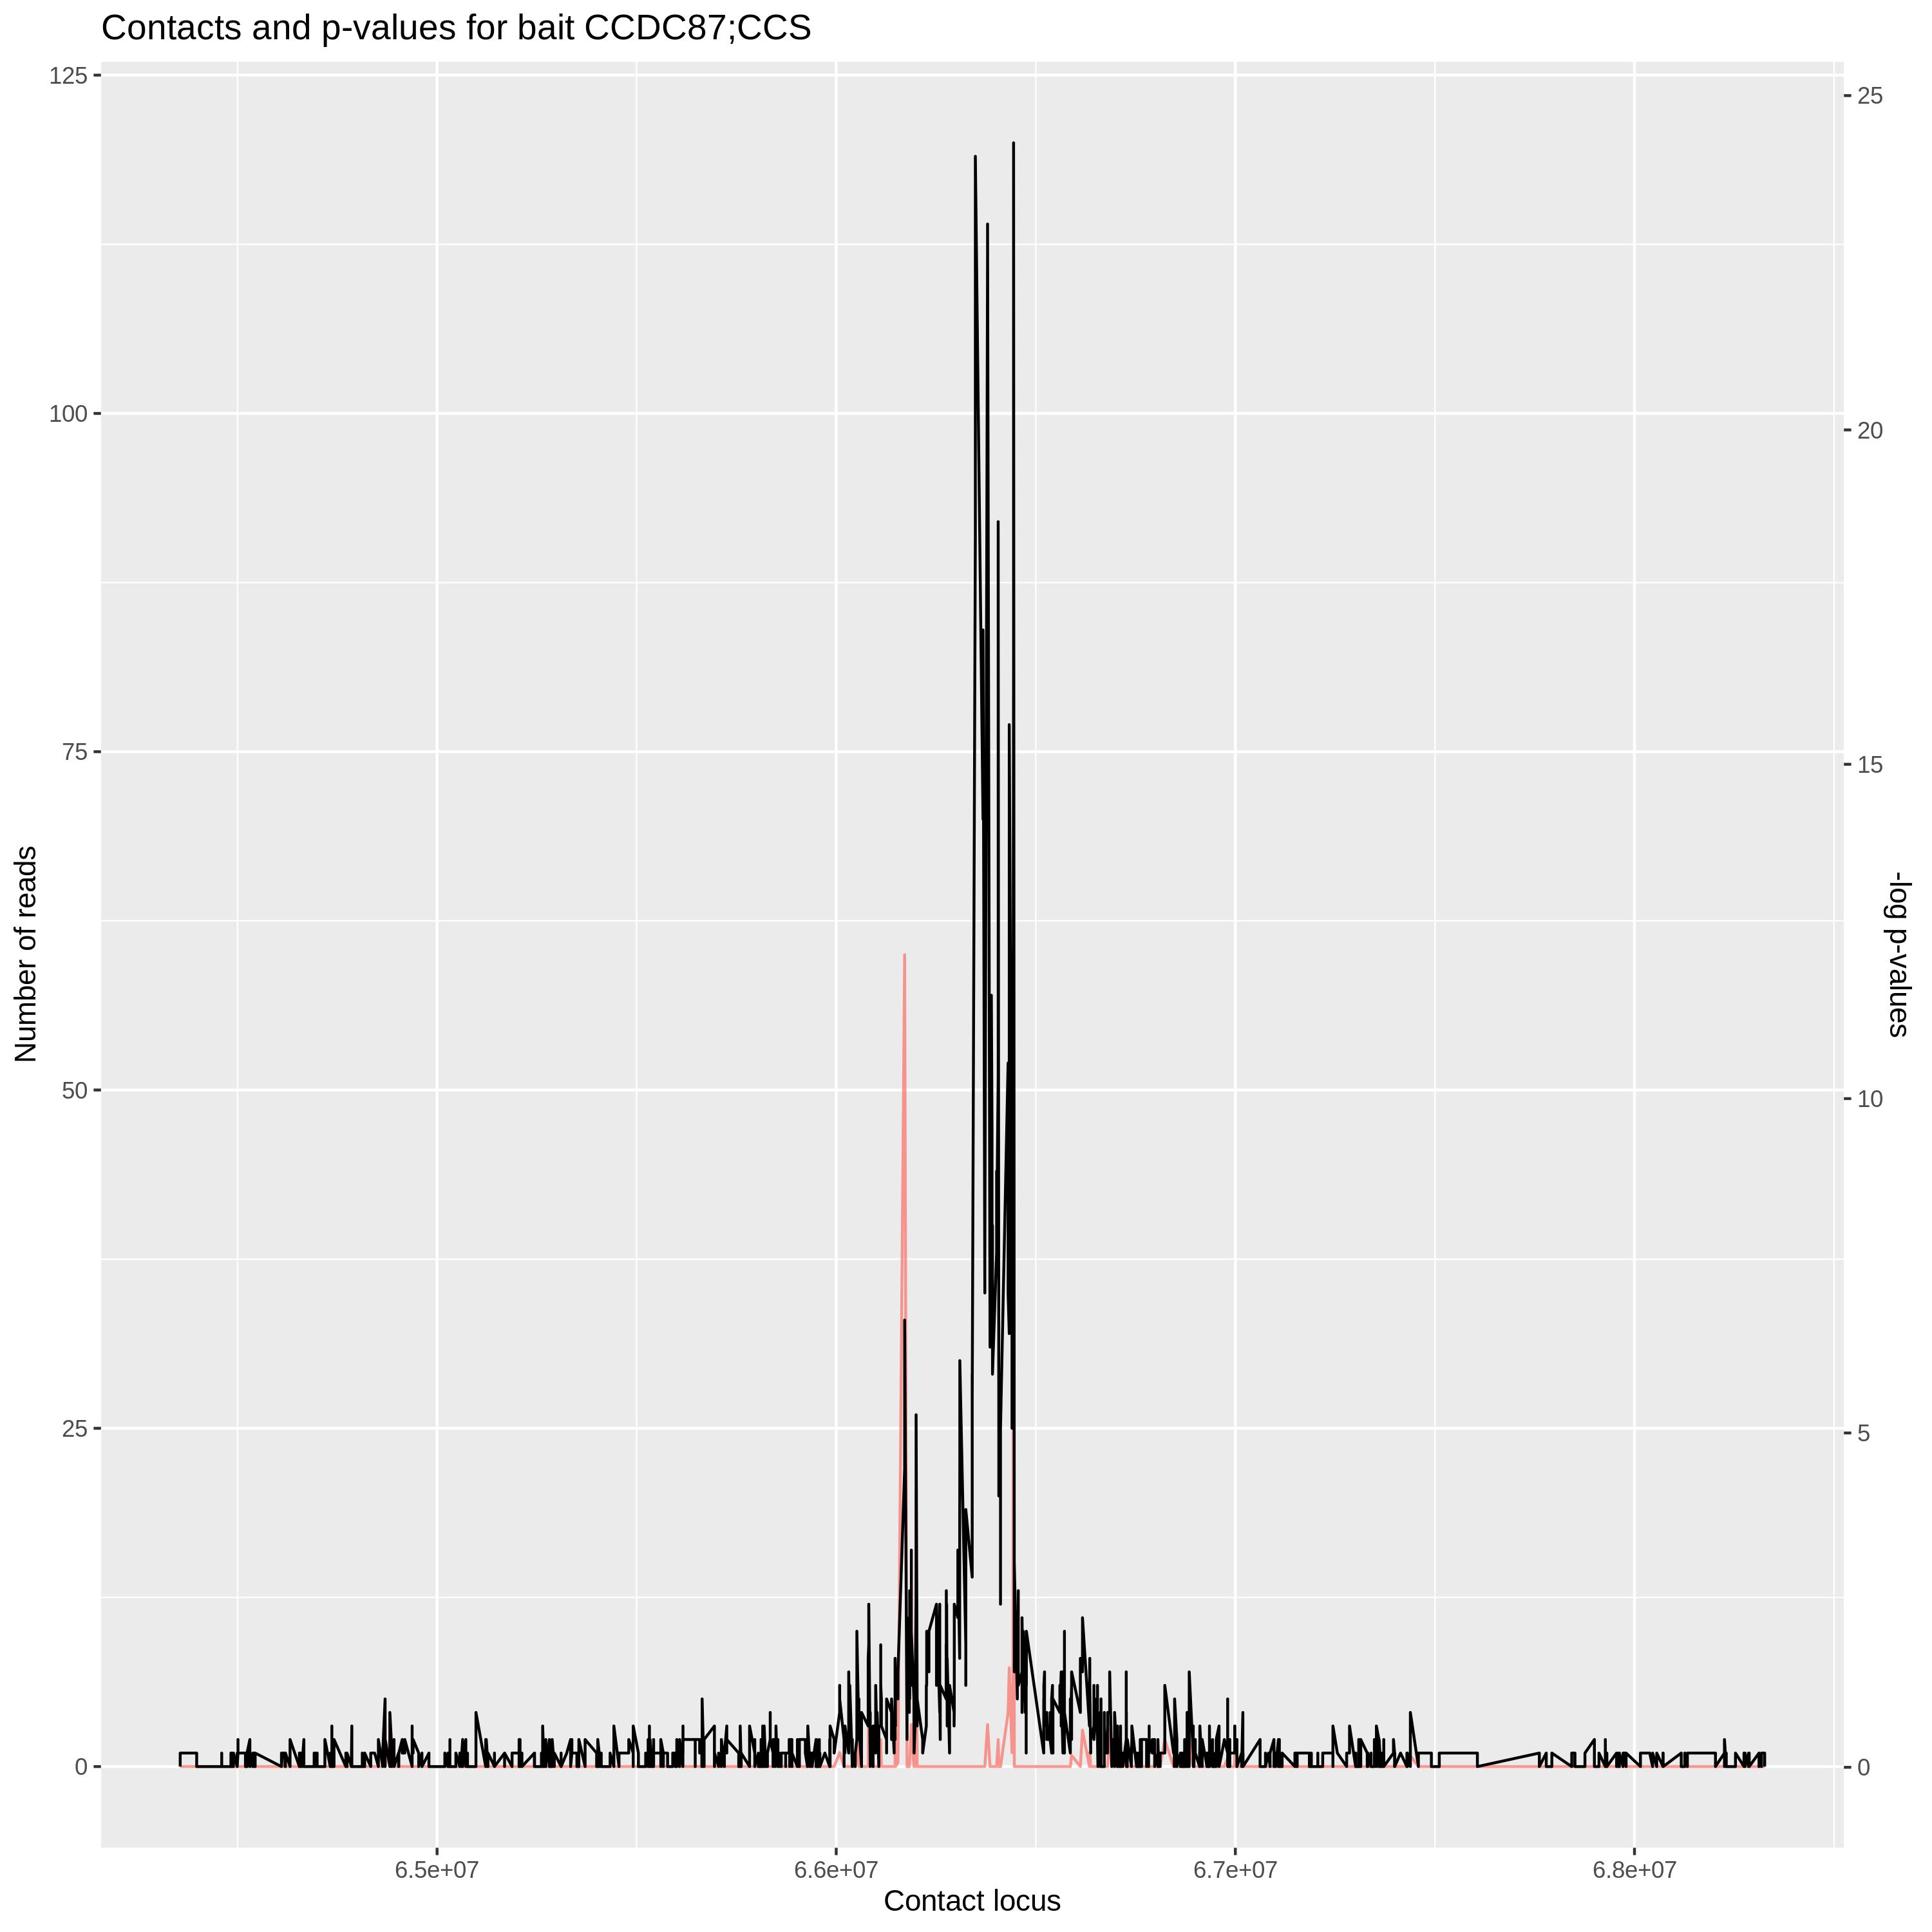 Contacts and p-values for bait CCDC87;CCS
125
100
75
50
25
0
Number of reads
25
20
15
10
5
0
-log p-values
6.5e+07
6.6e+07
6.7e+07
6.8e+07
Contact locus